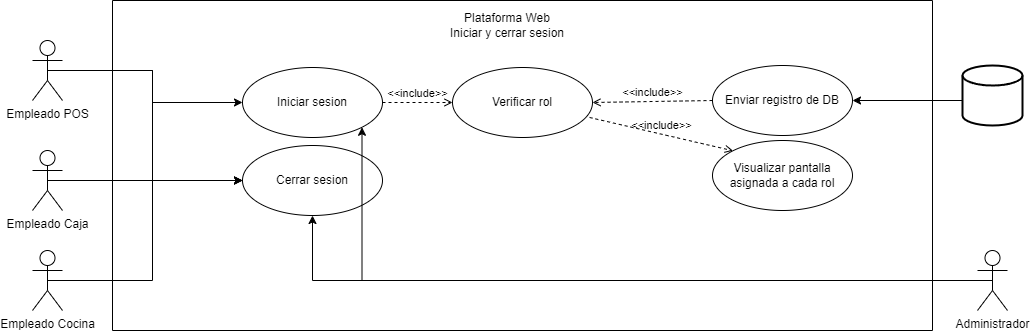 Plataforma Web
Iniciar y cerrar sesion
Empleado POS
Iniciar sesion
<<include>>
Verificar rol
<<include>>
Enviar registro de DB
<<include>>
Visualizar pantalla
asignada a cada rol
Cerrar sesion
Empleado Caja
Empleado Cocina
Administrador